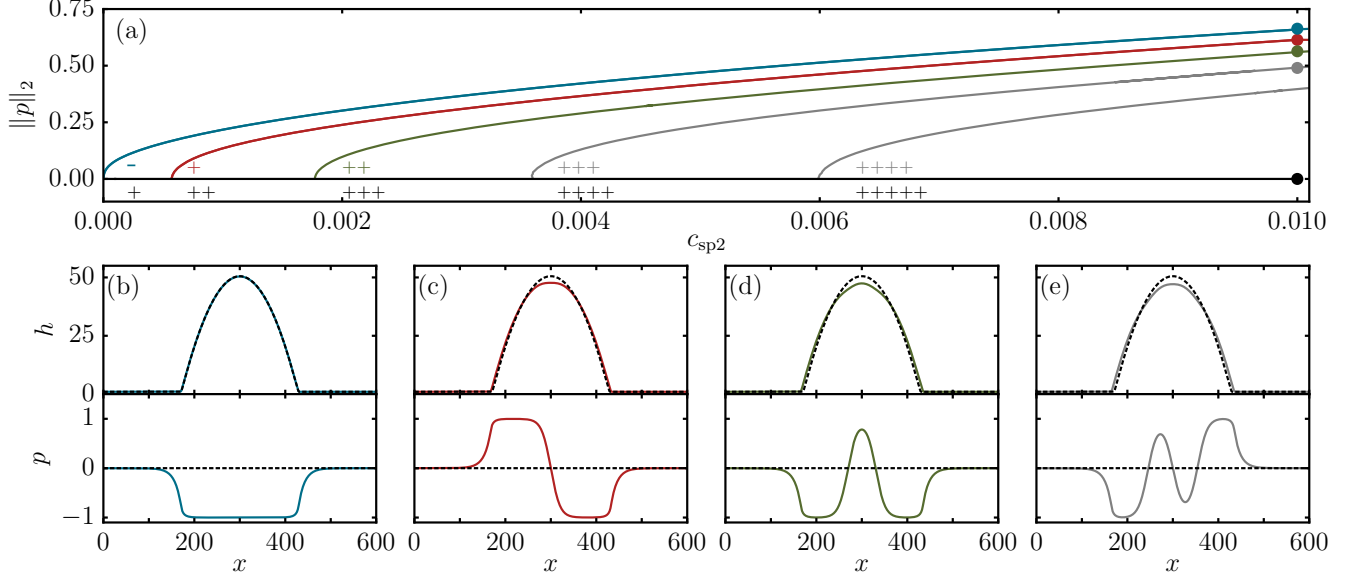 0.75
(a)
0.50
||p||₂
0.25
− + ++ +++ ++++
0.00
+ ++ +++ ++++ +++++
0.000 0.002 0.004 0.006 0.008 0.010
c_sp2
50 (b) (c) (d) (e)
h 25
0
1
p 0
−1
0 200 400 600 0 200 400 600 0 200 400 600 0 200 400 600
x x x x